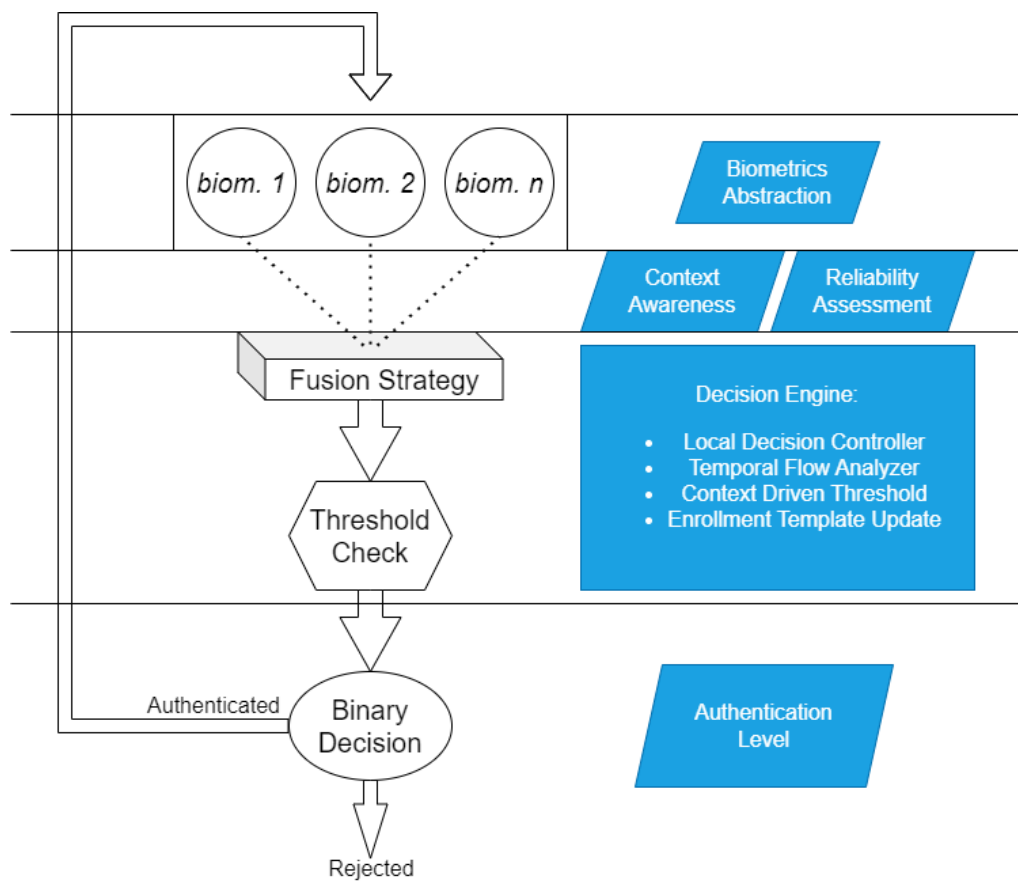 biom. 1
biom. 2
biom. n
Biometrics
Abstraction
Context
Awareness
Reliability
Assessment
Fusion Strategy
Decision Engine:
• Local Decision Controller
• Temporal Flow Analyzer
• Context Driven Threshold
• Enrollment Template Update
Threshold
Check
Authenticated
Binary
Decision
Authentication
Level
Rejected